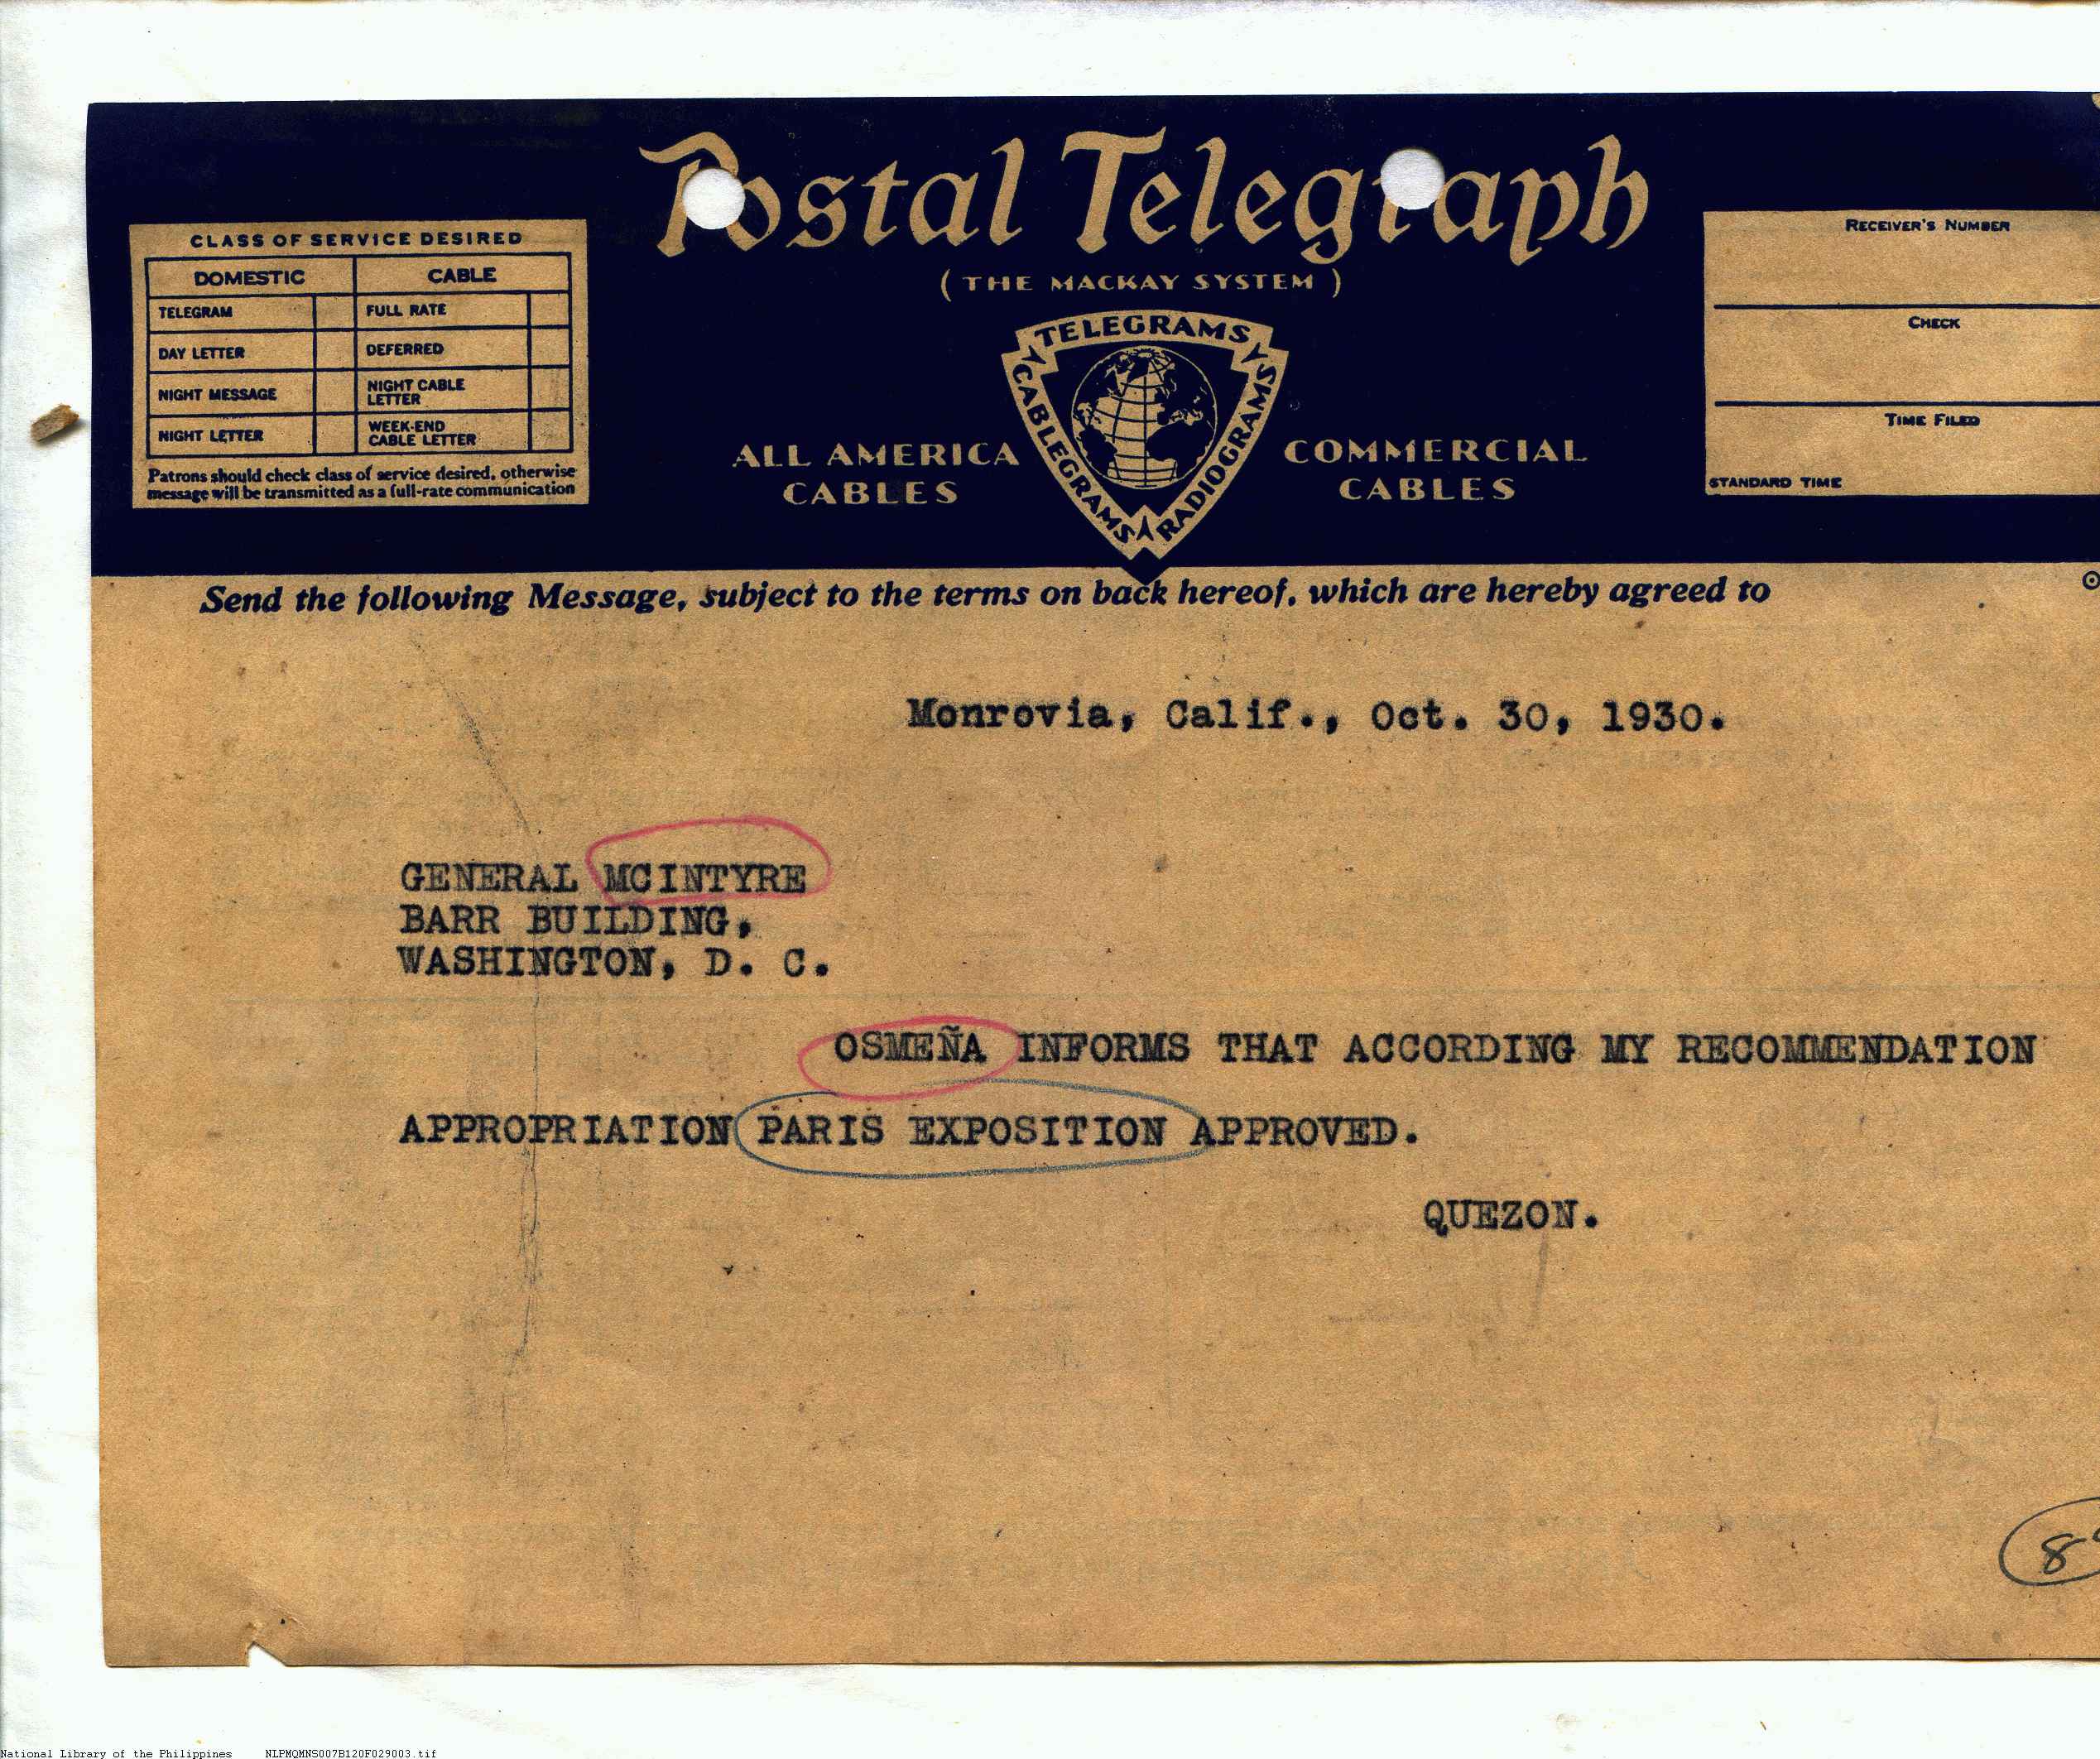 Postal Telegraph
(THE MACKAY SYSTEM)
CLASS OF SERVICE DESIRED
DOMESTIC CABLE
TELEGRAM FULL RATE
DAY LETTER DEFERRED
NIGHT MESSAGE NIGHT CABLE LETTER
NIGHT LETTER WEEK-END CABLE LETTER
Patrons should check class of service desired, otherwise
message will be transmitted as a full-rate communication
TELEGRAMS
CABLEGRAMS
RADIOGRAMS
ALL AMERICA
CABLES
COMMERCIAL
CABLES
RECEIVER'S NUMBER
CHECK
TIME FILED
STANDARD TIME
Send the following Message, subject to the terms on back hereof, which are hereby agreed to
Monrovia, Calif., Oct. 30, 1930.
GENERAL MCINTYRE
BARR BUILDING,
WASHINGTON, D. C.
OSMEÑA INFORMS THAT ACCORDING MY RECOMMENDATION
APPROPRIATION PARIS EXPOSITION APPROVED.
QUEZON.
8
National Library of the Philippines NLPMQMNS007B120F029003.tif